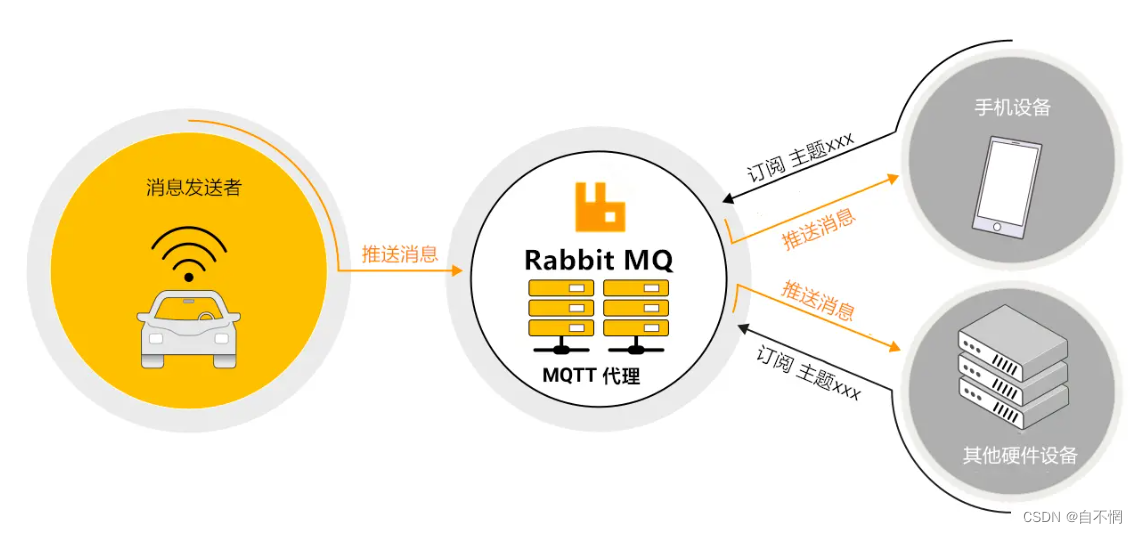 消息发送者
推送消息
Rabbit MQ
MQTT 代理
订阅 主题xxx
推送消息
手机设备
推送消息
订阅 主题xxx
其他硬件设备
CSDN @自不惘